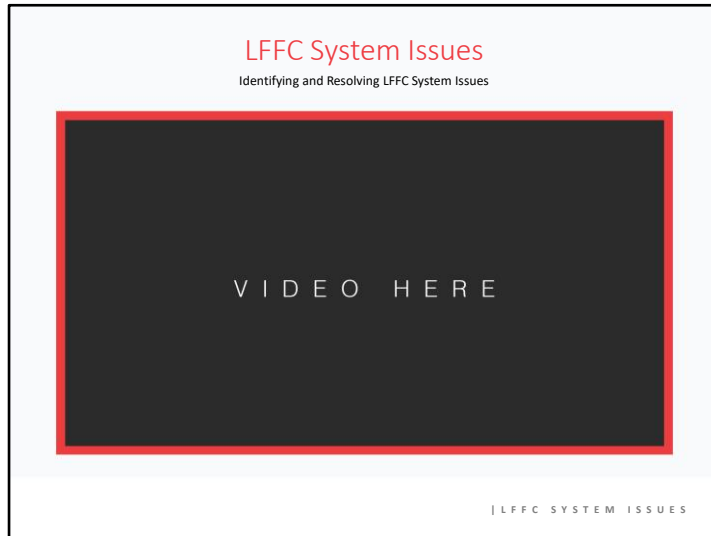 LFFC System Issues
Identifying and Resolving LFFC System Issues
VIDEO HERE
|LFFC SYSTEM ISSUES